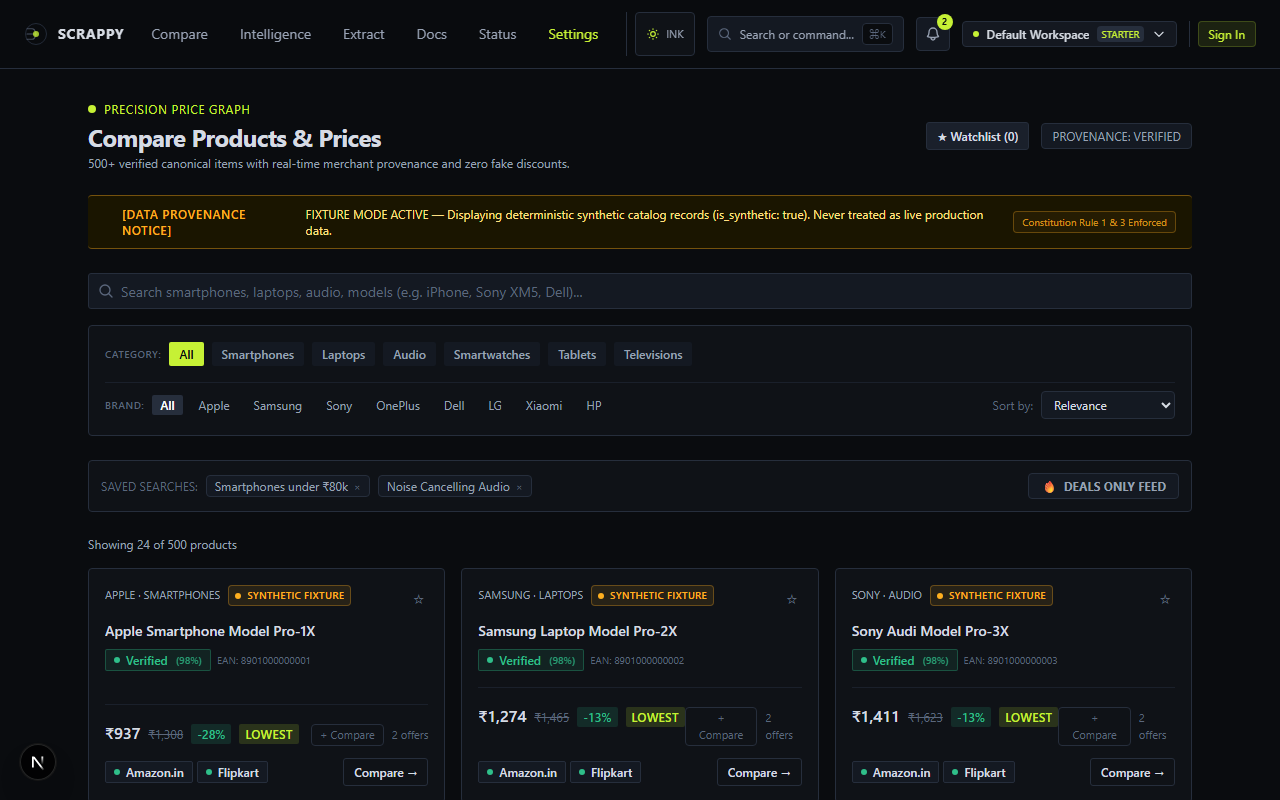 SCRAPPY Compare Intelligence Extract Docs Status Settings INK Search or command... ⌘K 2 Default Workspace STARTER Sign In
PRECISION PRICE GRAPH
Compare Products & Prices
★ Watchlist (0) PROVENANCE: VERIFIED
500+ verified canonical items with real-time merchant provenance and zero fake discounts.
[DATA PROVENANCE
NOTICE]
FIXTURE MODE ACTIVE — Displaying deterministic synthetic catalog records (is_synthetic: true). Never treated as live production
data.
Constitution Rule 1 & 3 Enforced
Search smartphones, laptops, audio, models (e.g. iPhone, Sony XM5, Dell)...
CATEGORY: All Smartphones Laptops Audio Smartwatches Tablets Televisions
BRAND: All Apple Samsung Sony OnePlus Dell LG Xiaomi HP Sort by: Relevance
SAVED SEARCHES: Smartphones under ₹80k × Noise Cancelling Audio × 🔥 DEALS ONLY FEED
Showing 24 of 500 products
APPLE · SMARTPHONES SYNTHETIC FIXTURE ☆
Apple Smartphone Model Pro-1X
Verified (98%) EAN: 8901000000001
₹937 ₹1,308 -28% LOWEST + Compare 2 offers
Amazon.in Flipkart Compare →
SAMSUNG · LAPTOPS SYNTHETIC FIXTURE ☆
Samsung Laptop Model Pro-2X
Verified (98%) EAN: 8901000000002
₹1,274 ₹1,465 -13% LOWEST + Compare 2 offers
Amazon.in Flipkart Compare →
SONY · AUDIO SYNTHETIC FIXTURE ☆
Sony Audi Model Pro-3X
Verified (98%) EAN: 8901000000003
₹1,411 ₹1,623 -13% LOWEST + Compare 2 offers
Amazon.in Flipkart Compare →
N